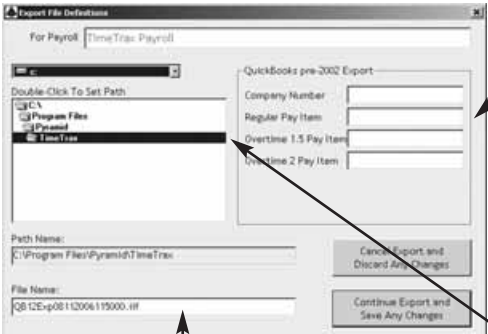 Export File Definitions
For Payroll TimeTrax Payroll
c:
Double-Click To Set Path
C:\
Program Files
Pyramid
TimeTrax
QuickBooks pre-2002 Export
Company Number
Regular Pay Item
Overtime 1.5 Pay Item
Overtime 2 Pay Item
Path Name:
C:\Program Files\Pyramid\TimeTrax
Cancel Export and
Discard Any Changes
File Name:
QB12Exp08112006115000.iif
Continue Export and
Save Any Changes